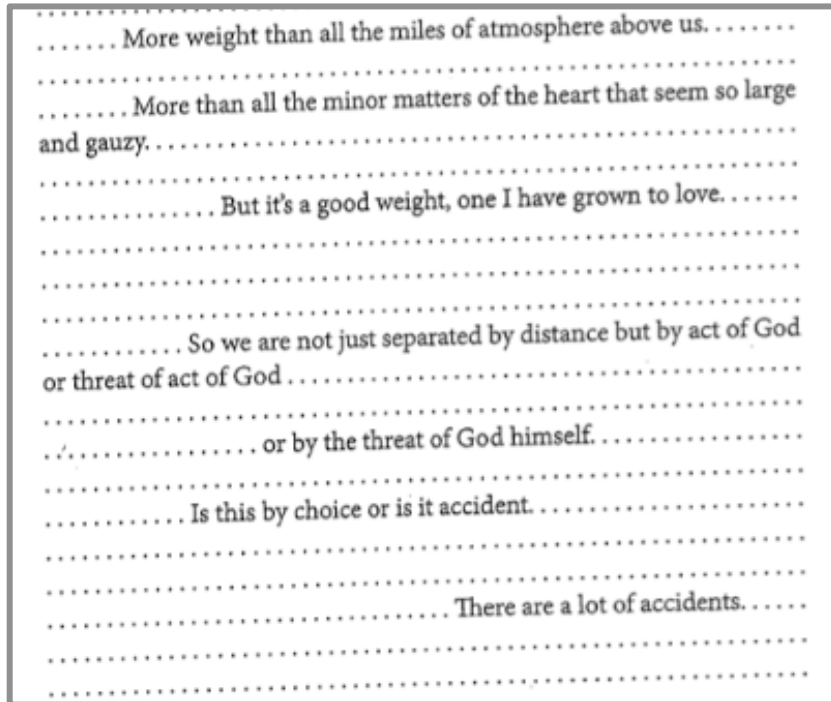 . . . . . . . . . . . . . . . . . . . . . . . . . . . . . . . . . . . . . . . . . . . . . . . . . . . . . .
. . . . . . . More weight than all the miles of atmosphere above us. . . . . . . .
. . . . . . . . . . . . . . . . . . . . . . . . . . . . . . . . . . . . . . . . . . . . . . . . . . . . . .
. . . . . . . . More than all the minor matters of the heart that seem so large
and gauzy. . . . . . . . . . . . . . . . . . . . . . . . . . . . . . . . . . . . . . . . . . . .
. . . . . . . . . . . . . . . . . . . . . . . . . . . . . . . . . . . . . . . . . . . . . . . . . . . . . .
. . . . . . . . . . . . . . . But it's a good weight, one I have grown to love. . . . . . .
. . . . . . . . . . . . . . . . . . . . . . . . . . . . . . . . . . . . . . . . . . . . . . . . . . . . . .
. . . . . . . . . . . . . . . . . . . . . . . . . . . . . . . . . . . . . . . . . . . . . . . . . . . . . .
. . . . . . . . . . . . . . . . . . . . . . . . . . . . . . . . . . . . . . . . . . . . . . . . . . . . . .
. . . . . . . . . . . . So we are not just separated by distance but by act of God
or threat of act of God . . . . . . . . . . . . . . . . . . . . . . . . . . . . . . . . . . .
. . . . . . . . . . . . . . . . . . . . . . . . . . . . . . . . . . . . . . . . . . . . . . . . . . . . . .
. . . . . . . . . . . . . . . . . . or by the threat of God himself. . . . . . . . . . . . . . . . . .
. . . . . . . . . . . . . . . . . . . . . . . . . . . . . . . . . . . . . . . . . . . . . . . . . . . . . .
. . . . . . . . . . . . Is this by choice or is it accident. . . . . . . . . . . . . . . . . . . . . . .
. . . . . . . . . . . . . . . . . . . . . . . . . . . . . . . . . . . . . . . . . . . . . . . . . . . . . .
. . . . . . . . . . . . . . . . . . . . . . . . . . . . . . . . . . . . . . . . . . . . . . . . . . . . . .
. . . . . . . . . . . . . . . . . . . . . . . . . . . . . . . . . . There are a lot of accidents. . . . . .
. . . . . . . . . . . . . . . . . . . . . . . . . . . . . . . . . . . . . . . . . . . . . . . . . . . . . .
. . . . . . . . . . . . . . . . . . . . . . . . . . . . . . . . . . . . . . . . . . . . . . . . . . . . . .